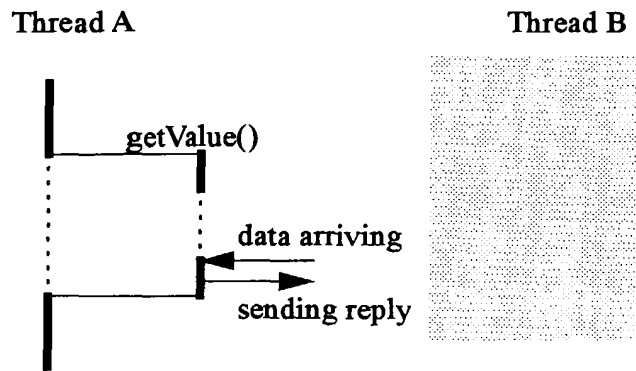 Thread A
Thread B
getValue()
data arriving
sending reply